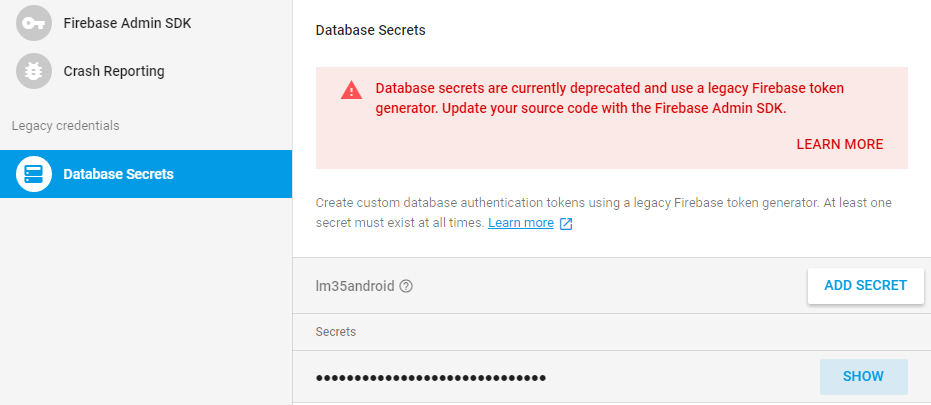 Firebase Admin SDK
Crash Reporting
Legacy credentials
Database Secrets
Database Secrets
Database secrets are currently deprecated and use a legacy Firebase token
generator. Update your source code with the Firebase Admin SDK.
LEARN MORE
Create custom database authentication tokens using a legacy Firebase token generator. At least one
secret must exist at all times. Learn more
lm35android
ADD SECRET
Secrets
••••••••••••••••••••••••••••••
SHOW